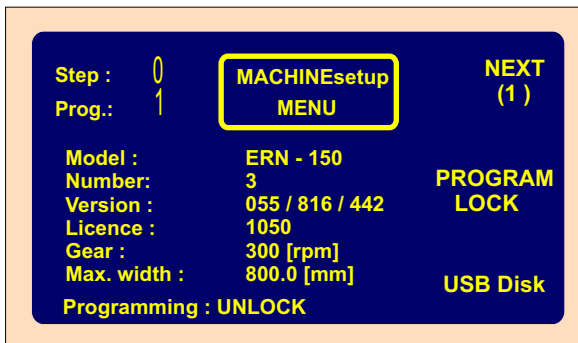 Step : 0
Prog.: 1
MACHINEsetup
MENU
NEXT
(1 )
Model : ERN - 150
Number: 3
Version : 055 / 816 / 442
Licence : 1050
Gear : 300 [rpm]
Max. width : 800.0 [mm]
Programming : UNLOCK
PROGRAM
LOCK
USB Disk